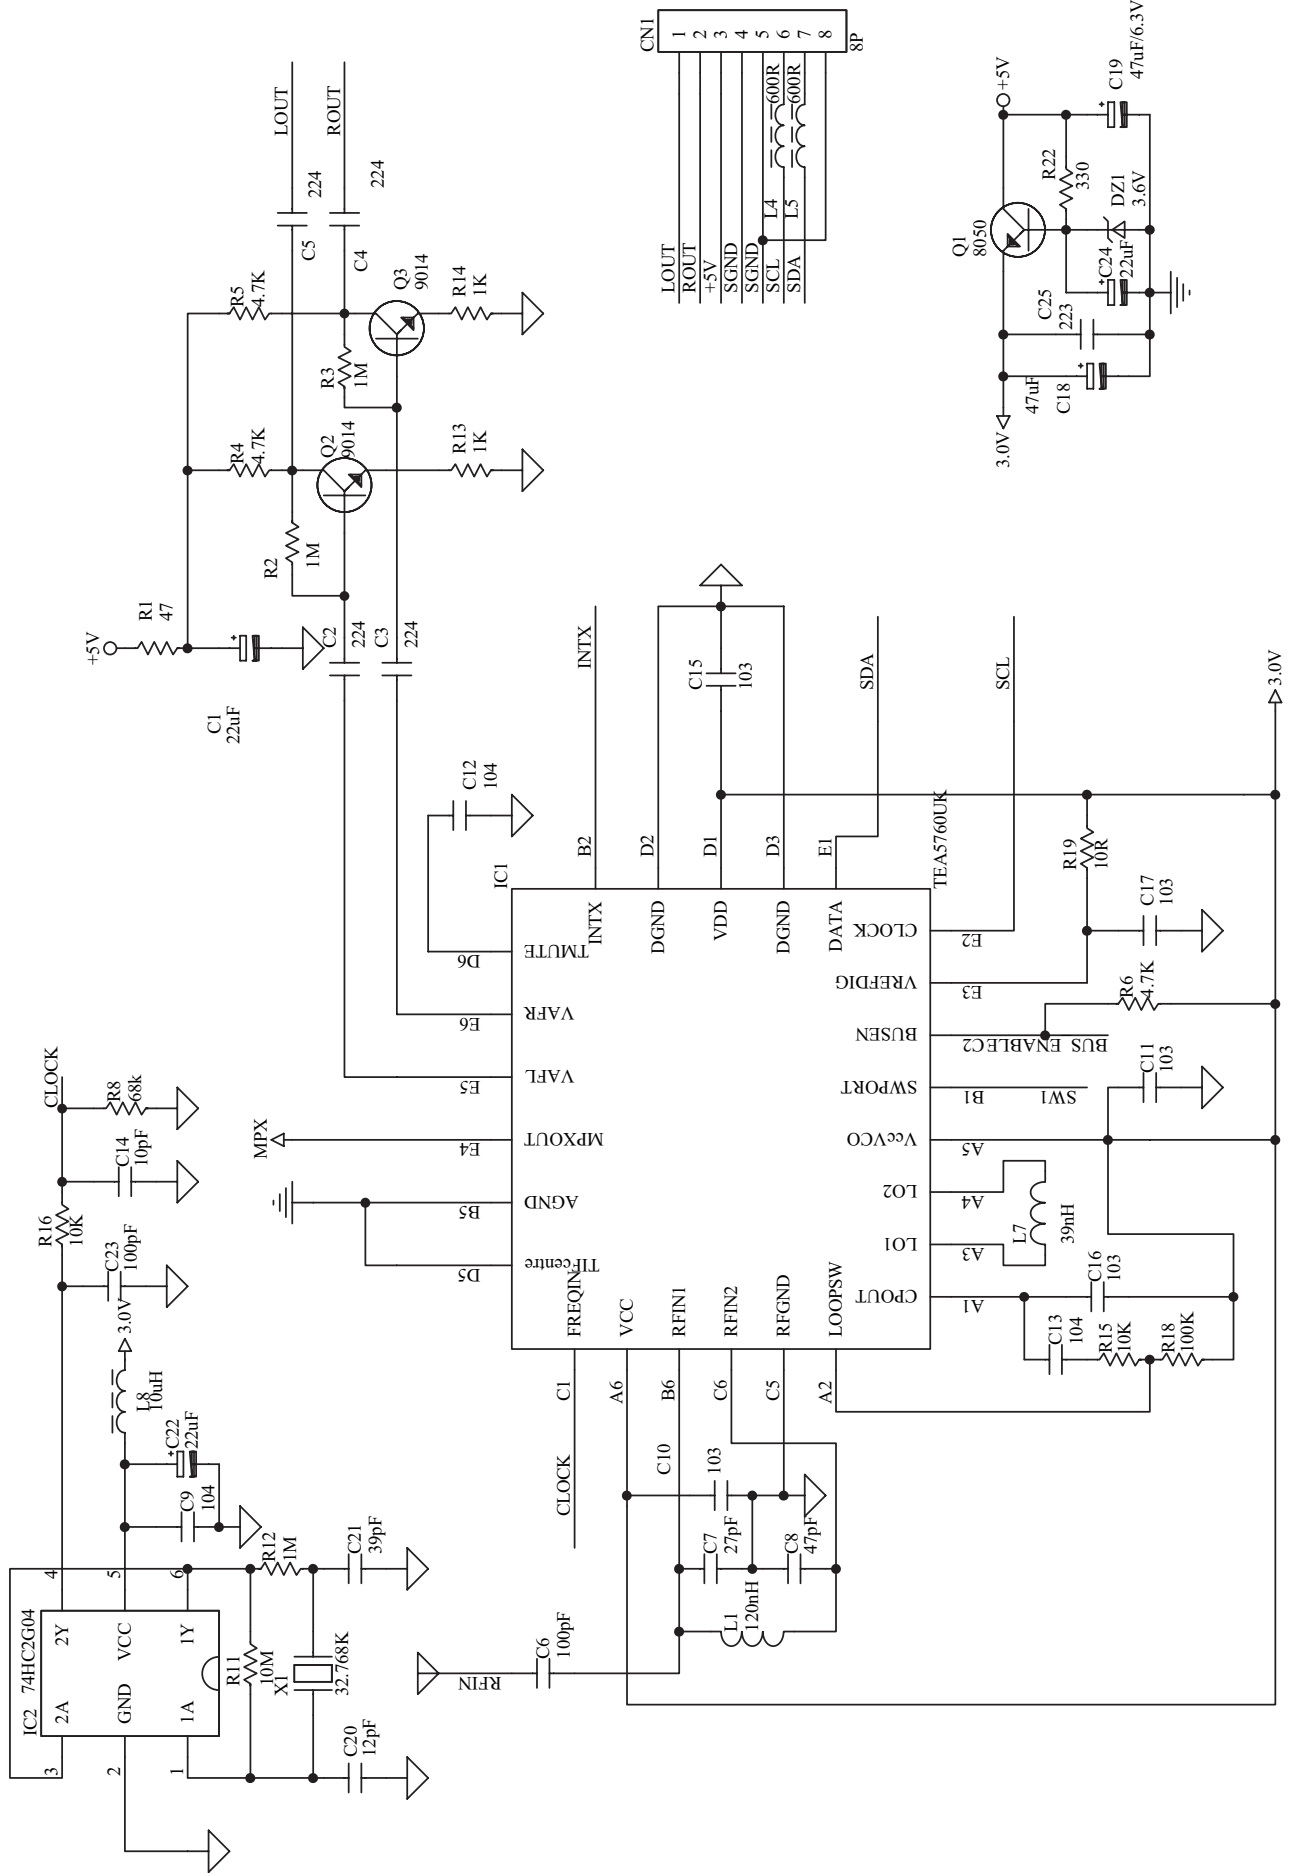 IC2
74HC2G04
2A
GND
1A
2Y
VCC
1Y
3
2
1
4
5
6
R11
10M
X1
32.768K
C20
12pF
R12
1M
C21
39pF
C9
104
C22
22uF
L8
10uH
3.0V
C23
100pF
R16
10K
C14
10pF
R8
68k
CLOCK
+5V
R1
47
C1
22uF
R4
4.7K
R5
4.7K
R2
1M
R3
1M
Q2
9014
Q3
9014
R13
1K
R14
1K
C5
224
C4
224
LOUT
ROUT
C2
224
C3
224
MPX
C12
104
IC1
TEA5760UK
D5
TIFcentre
B5
AGND
E4
MPXOUT
E5
VAFL
E6
VAFR
D6
TMUTE
INTX
B2
INTX
DGND
D2
VDD
D1
DGND
D3
DATA
E1
SDA
C15
103
CLOCK
E2
SCL
VREFDIG
E3
BUSEN
BUS ENABLEC2
SWPORT
B1
SW1
VccVCO
A5
LO2
A4
LO1
A3
CPOUT
A1
FREQIN
C1
CLOCK
VCC
A6
RFIN1
B6
RFIN2
C6
RFGND
C5
LOOPSW
A2
RFIN
C6
100pF
L1
120nH
C7
27pF
C8
47pF
C10
103
C13
104
R15
10K
R18
100K
C16
103
L7
39nH
C11
103
R6
4.7K
C17
103
R19
10R
3.0V
CN1
1
2
3
4
5
6
7
8
8P
LOUT
ROUT
+5V
SGND
SGND
SCL
SDA
L4
600R
L5
600R
+5V
C19
47uF/6.3V
R22
330
DZ1
3.6V
Q1
8050
C24
22uF
C25
223
C18
47uF
3.0V